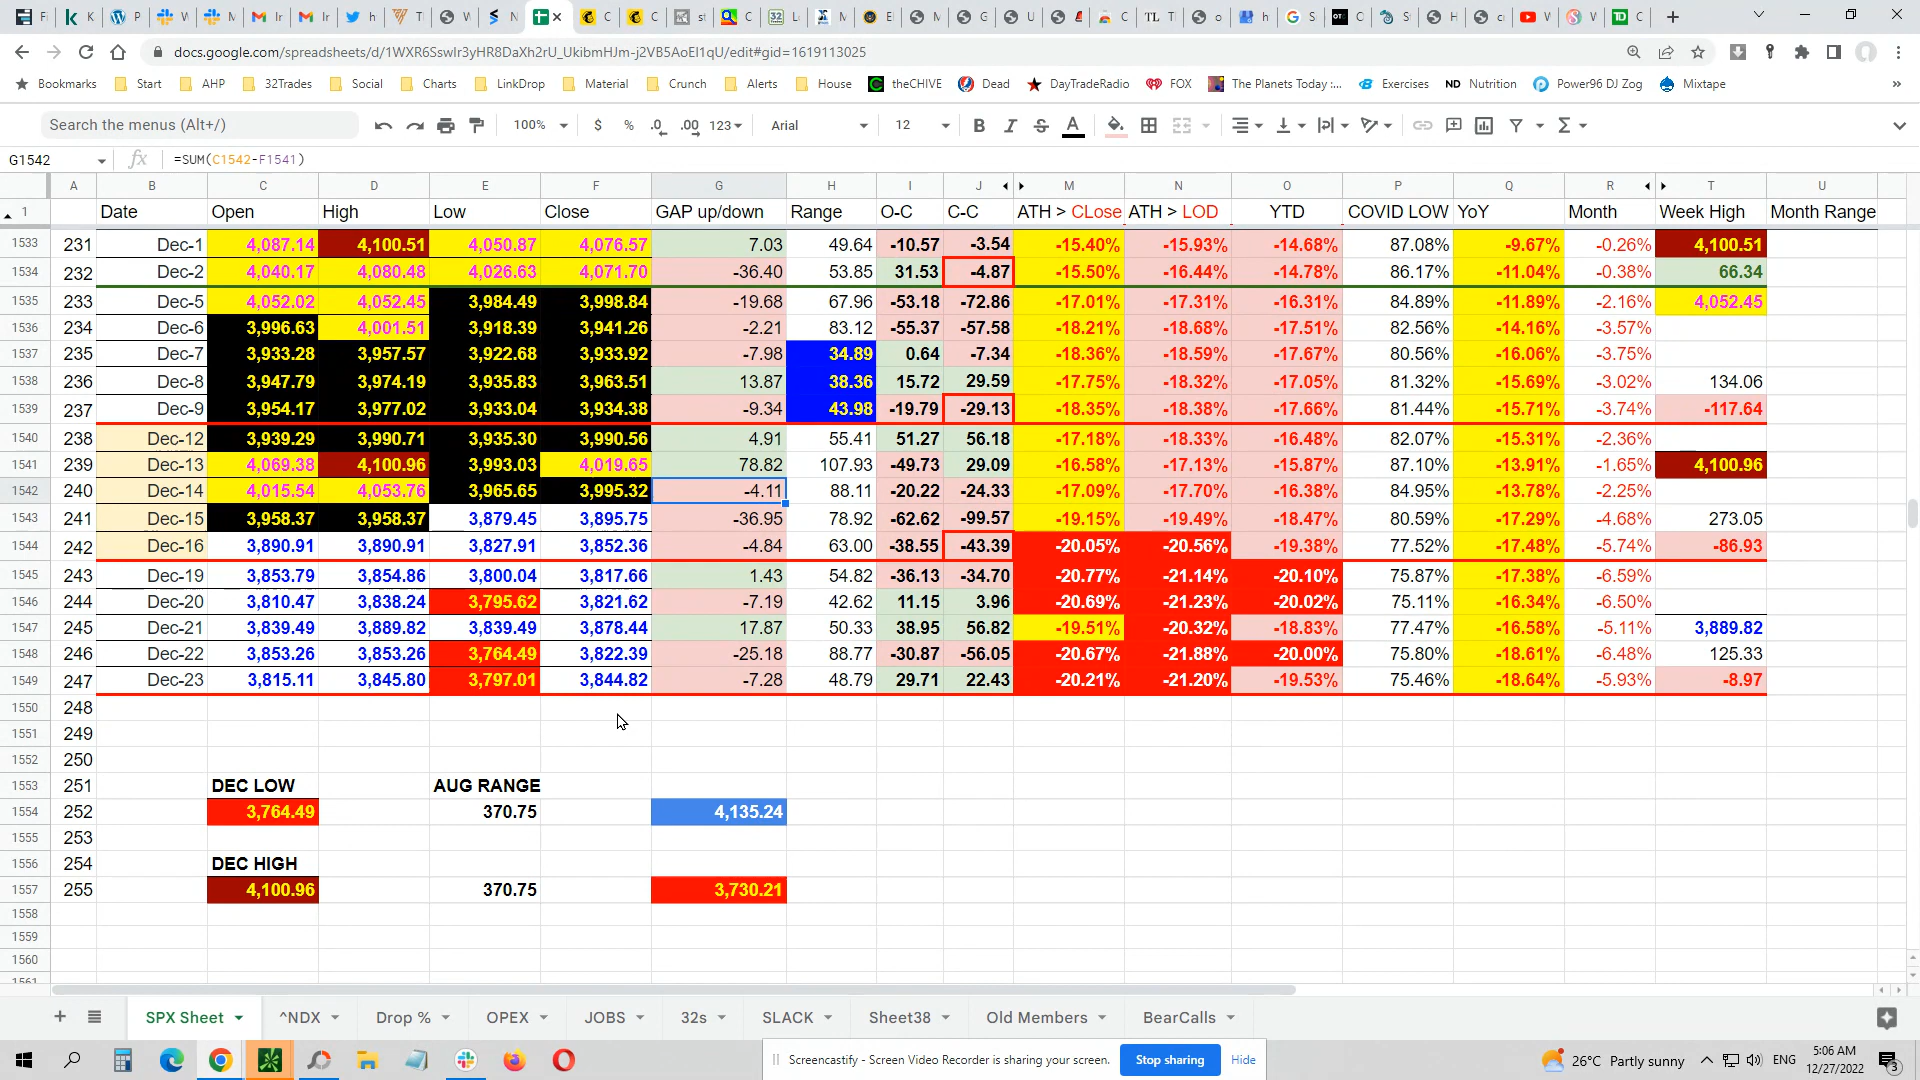 docs.google.com/spreadsheets/d/1WXR6SswIr3yHR8DaXh2rU_UkibmHJm-j2VB5AoEI1qU/edit#gid=1619113025
Bookmarks Start AHP 32Trades Social Charts LinkDrop Material Crunch Alerts House theCHIVE Dead DayTradeRadio FOX The Planets Today :... Exercises ND Nutrition Power96 DJ Zog Mixtape »
Search the menus (Alt+/) 100% $ % .0 .00 123 Arial 12 B I S A
G1542 fx =SUM(C1542-F1541)
A B C D E F G H I J M N O P Q R T U
1 Date Open High Low Close GAP up/down Range O-C C-C ATH > CLose ATH > LOD YTD COVID LOW YoY Month Week High Month Range
1533 231 Dec-1 4,087.14 4,100.51 4,050.87 4,076.57 7.03 49.64 -10.57 -3.54 -15.40% -15.93% -14.68% 87.08% -9.67% -0.26% 4,100.51
1534 232 Dec-2 4,040.17 4,080.48 4,026.63 4,071.70 -36.40 53.85 31.53 -4.87 -15.50% -16.44% -14.78% 86.17% -11.04% -0.38% 66.34
1535 233 Dec-5 4,052.02 4,052.45 3,984.49 3,998.84 -19.68 67.96 -53.18 -72.86 -17.01% -17.31% -16.31% 84.89% -11.89% -2.16% 4,052.45
1536 234 Dec-6 3,996.63 4,001.51 3,918.39 3,941.26 -2.21 83.12 -55.37 -57.58 -18.21% -18.68% -17.51% 82.56% -14.16% -3.57%
1537 235 Dec-7 3,933.28 3,957.57 3,922.68 3,933.92 -7.98 34.89 0.64 -7.34 -18.36% -18.59% -17.67% 80.56% -16.06% -3.75%
1538 236 Dec-8 3,947.79 3,974.19 3,935.83 3,963.51 13.87 38.36 15.72 29.59 -17.75% -18.32% -17.05% 81.32% -15.69% -3.02% 134.06
1539 237 Dec-9 3,954.17 3,977.02 3,933.04 3,934.38 -9.34 43.98 -19.79 -29.13 -18.35% -18.38% -17.66% 81.44% -15.71% -3.74% -117.64
1540 238 Dec-12 3,939.29 3,990.71 3,935.30 3,990.56 4.91 55.41 51.27 56.18 -17.18% -18.33% -16.48% 82.07% -15.31% -2.36%
1541 239 Dec-13 4,069.38 4,100.96 3,993.03 4,019.65 78.82 107.93 -49.73 29.09 -16.58% -17.13% -15.87% 87.10% -13.91% -1.65% 4,100.96
1542 240 Dec-14 4,015.54 4,053.76 3,965.65 3,995.32 -4.11 88.11 -20.22 -24.33 -17.09% -17.70% -16.38% 84.95% -13.78% -2.25%
1543 241 Dec-15 3,958.37 3,958.37 3,879.45 3,895.75 -36.95 78.92 -62.62 -99.57 -19.15% -19.49% -18.47% 80.59% -17.29% -4.68% 273.05
1544 242 Dec-16 3,890.91 3,890.91 3,827.91 3,852.36 -4.84 63.00 -38.55 -43.39 -20.05% -20.56% -19.38% 77.52% -17.48% -5.74% -86.93
1545 243 Dec-19 3,853.79 3,854.86 3,800.04 3,817.66 1.43 54.82 -36.13 -34.70 -20.77% -21.14% -20.10% 75.87% -17.38% -6.59%
1546 244 Dec-20 3,810.47 3,838.24 3,795.62 3,821.62 -7.19 42.62 11.15 3.96 -20.69% -21.23% -20.02% 75.11% -16.34% -6.50%
1547 245 Dec-21 3,839.49 3,889.82 3,839.49 3,878.44 17.87 50.33 38.95 56.82 -19.51% -20.32% -18.83% 77.47% -16.58% -5.11% 3,889.82
1548 246 Dec-22 3,853.26 3,853.26 3,764.49 3,822.39 -25.18 88.77 -30.87 -56.05 -20.67% -21.88% -20.00% 75.80% -18.61% -6.48% 125.33
1549 247 Dec-23 3,815.11 3,845.80 3,797.01 3,844.82 -7.28 48.79 29.71 22.43 -20.21% -21.20% -19.53% 75.46% -18.64% -5.93% -8.97
1550 248
1551 249
1552 250
1553 251 DEC LOW AUG RANGE
1554 252 3,764.49 370.75 4,135.24
1555 253
1556 254 DEC HIGH
1557 255 4,100.96 370.75 3,730.21
1558
1559
1560
SPX Sheet ^NDX Drop % OPEX JOBS 32s SLACK Sheet38 Old Members BearCalls
Screencastify - Screen Video Recorder is sharing your screen. Stop sharing Hide
26°C Partly sunny ENG 5:06 AM
12/27/2022